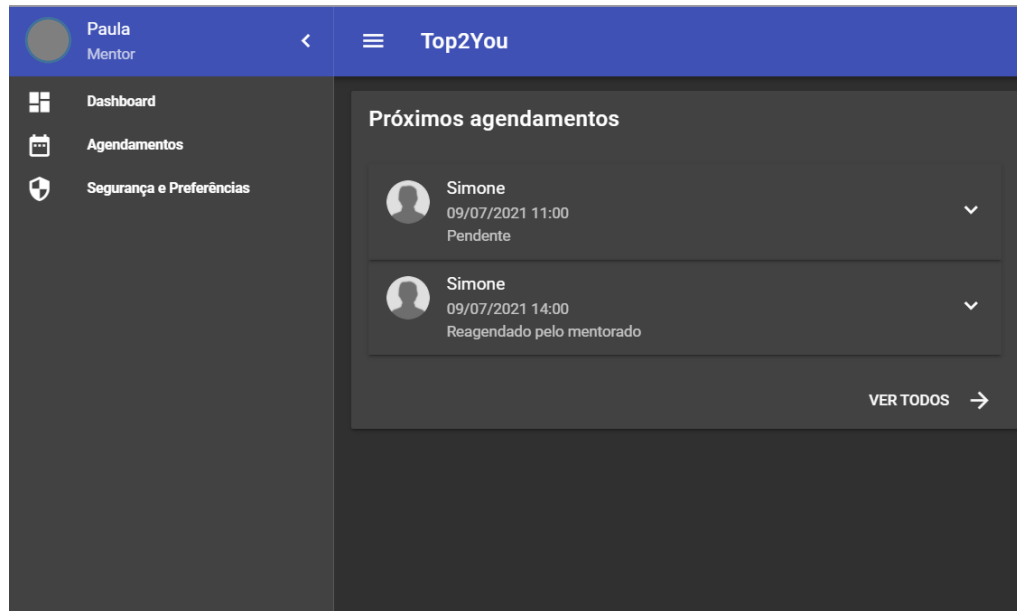 Paula
Mentor
Top2You
Dashboard
Agendamentos
Segurança e Preferências
Próximos agendamentos
Simone
09/07/2021 11:00
Pendente
Simone
09/07/2021 14:00
Reagendado pelo mentorado
VER TODOS